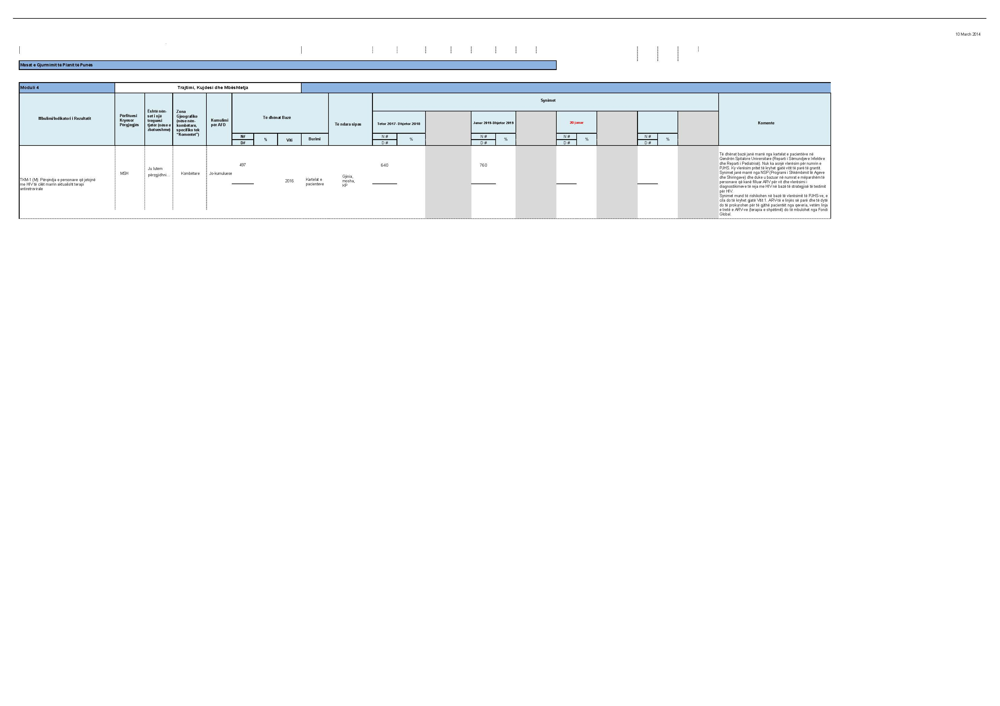 10 March 2014
Masat e Gjurmimit të Planit të Punës
Moduli 4
Trajtimi, Kujdesi dhe Mbështetja
Mbulimi/Indikatori i Rezultatit
Përfituesi
Kryesor
Përgjegjës
Është nën-
set i një
treguesi
tjetër (nëse e
zbatueshme)
Zona
Gjeografike
(nëse nën-
kombëtare,
specifiko tek
“Komentet”)
Kumulimi
për AFD
Të dhënat Bazë
N#
D#
%
Viti
Burimi
Të ndara sipas
Synimet
Tetor 2017- Dhjetor 2018
N #
D #
%
Janar 2019-Dhjetor 2019
N #
D #
%
20 janar
N #
D #
%
N #
D #
%
Komente
TKM-1 (M): Përqindja e personave që jetojnë
me HIV të cilët marrin aktualisht terapi
antiretrovirale
MSH
Ju lutem
përzgjidhni...
Kombëtare
Jo-kumuluese
497
2016
Kartelat e
pacienteve
Gjinia,
mosha,
KP
640
760
Të dhënat bazë janë marrë nga kartelat e pacientëve në
Qendrën Spitalore Universitare (Reparti i Sëmundjeve Infektive
dhe Reparti i Pediatrisë). Nuk ka asnjë vlerësim për numrin e
PJHS. Ky vlerësim pritet të kryhet gjatë vitit të parë të grantit.
Synimet janë marrë nga NSP (Programi i Shkëmbimit të Ageve
dhe Shiringave) dhe duke u bazuar në numrat e mëparshëm të
personave që kanë filluar ARV për vit dhe vlerësimi i
diagnostikimeve të reja me HIV në bazë të strategjisë të testimit
për HIV.
Synimet mund të rishikohen në bazë të vlerësimit të PJHS-ve, e
cila do të kryhet gjatë Vitit 1. ARV-të e linjës së parë dhe të dytë
do të prokurohen për të gjithë pacientët nga qeveria, vetëm linja
e tretë e ARV-ve (terapia e shpëtimit) do të mbulohet nga Fondi
Global.